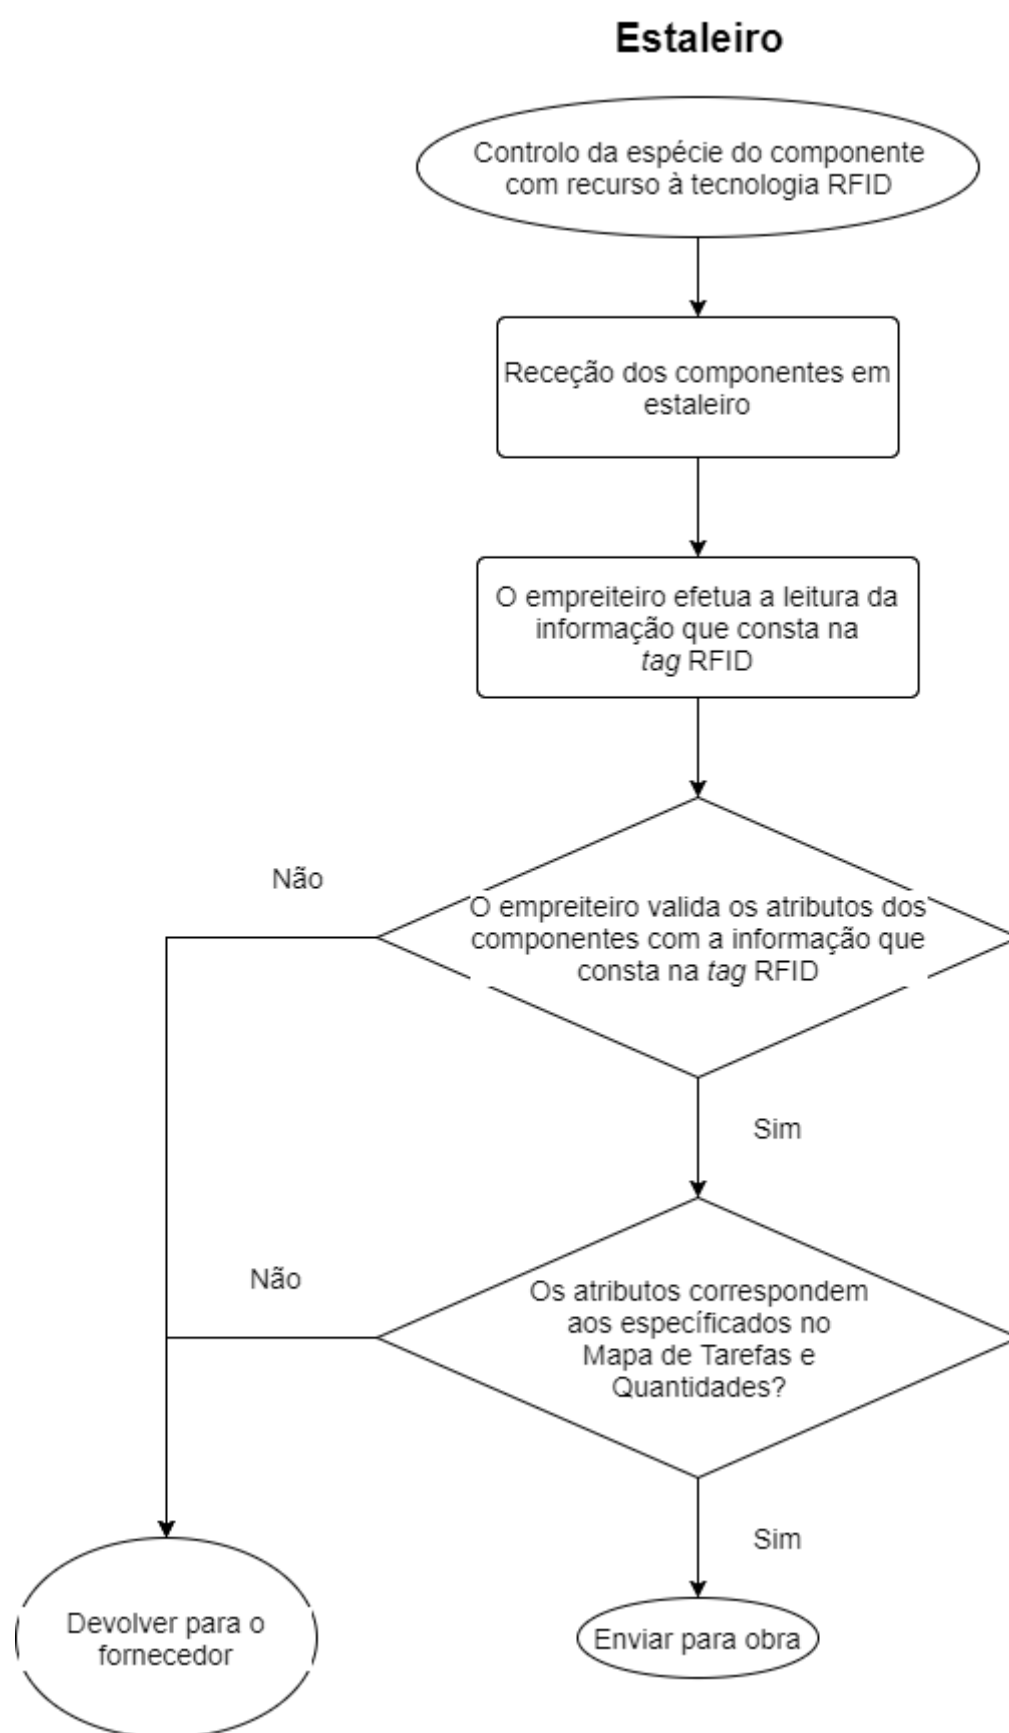 Estaleiro
Controlo da espécie do componente
com recurso à tecnologia RFID
Receção dos componentes em
estaleiro
O empreiteiro efetua a leitura da
informação que consta na
tag RFID
Não
O empreiteiro valida os atributos dos
componentes com a informação que
consta na tag RFID
Sim
Não
Os atributos correspondem
aos específicados no
Mapa de Tarefas e
Quantidades?
Sim
Devolver para o
fornecedor
Enviar para obra